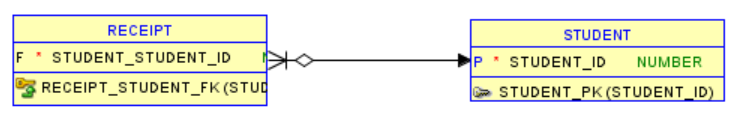 RECEIPT
F * STUDENT_STUDENT_ID
RECEIPT_STUDENT_FK(STUD
STUDENT
P * STUDENT_ID NUMBER
STUDENT_PK(STUDENT_ID)